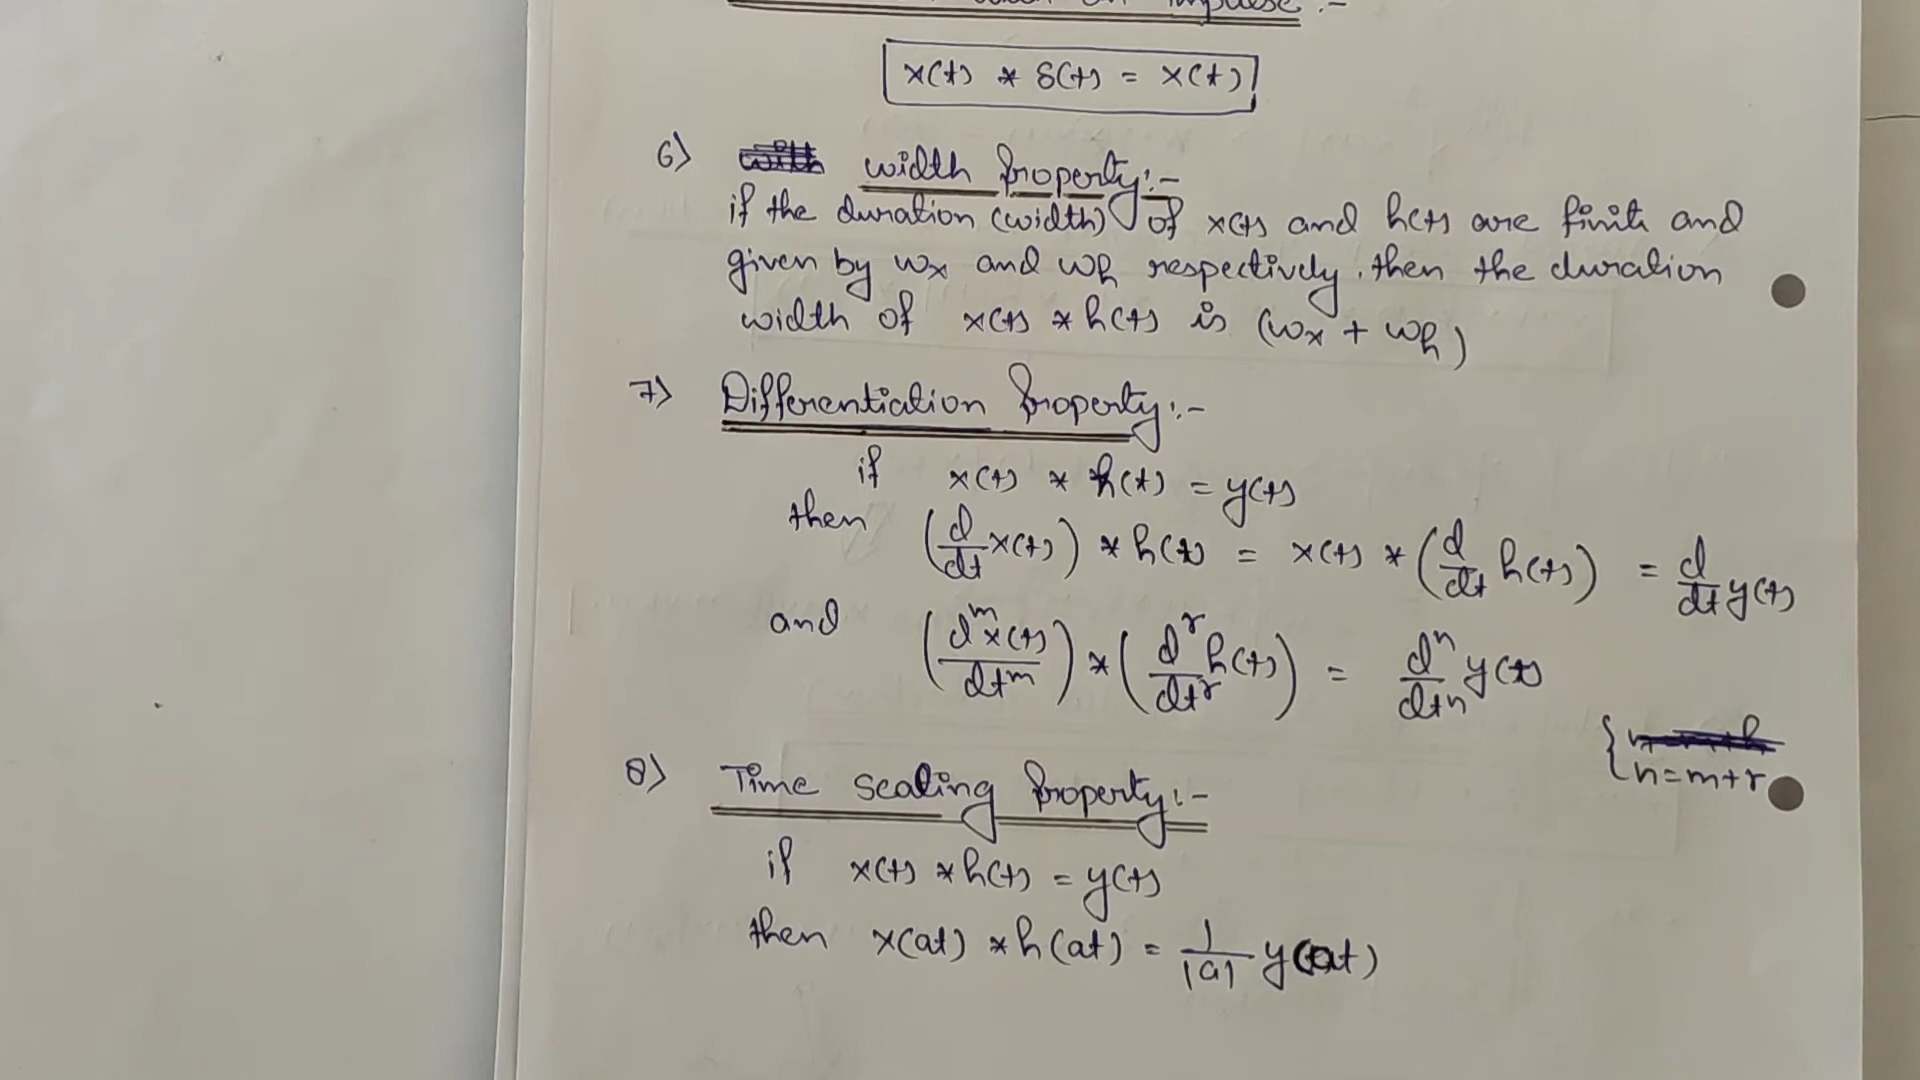 an impulse :-
x(t) * δ(t) = x(t)
6) width property :-
if the duration (width) of x(t) and h(t) are finite and
given by wx and wh respectively. then the duration
width of x(t) * h(t) is (wx + wh)
7) Differentiation property :-
if x(t) * h(t) = y(t)
then (d/dt x(t)) * h(t) = x(t) * (d/dt h(t)) = d/dt y(t)
and (d^m x(t)/dt^m) * (d^r h(t)/dt^r) = d^n/dt^n y(t)
{n=m+r
8) Time scaling property :-
if x(t) * h(t) = y(t)
then x(at) * h(at) = 1/|a| y(at)